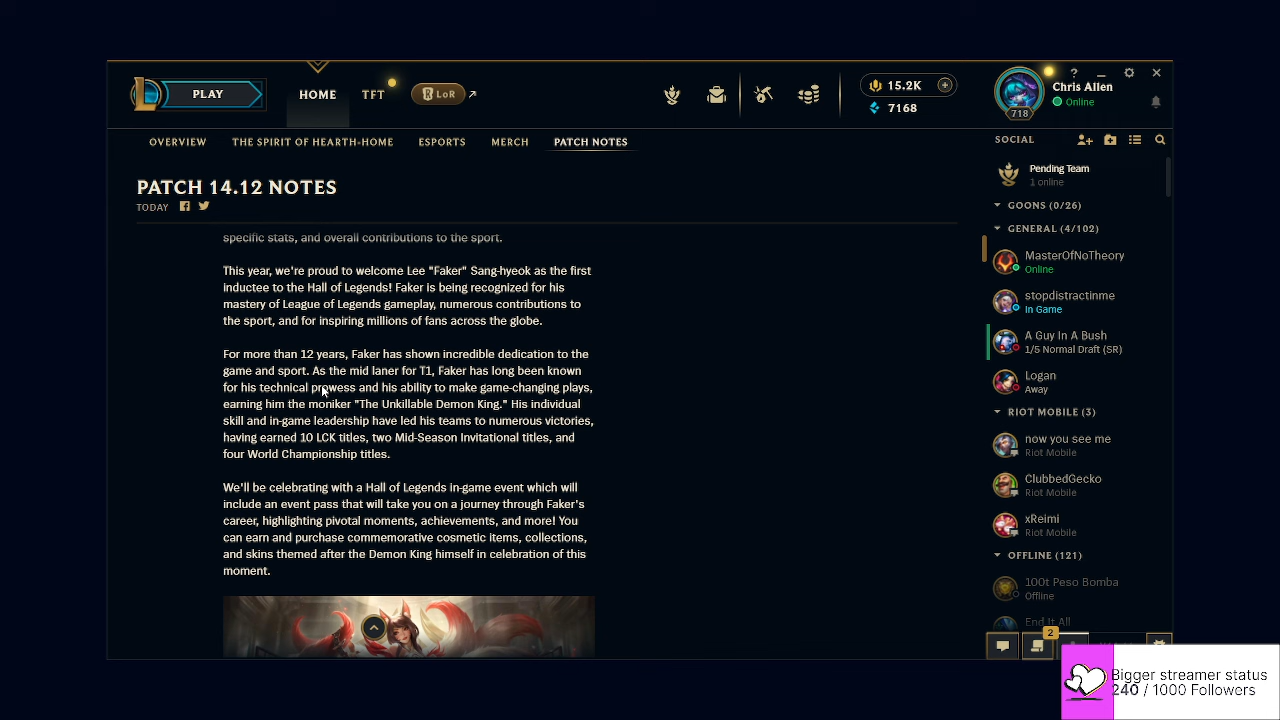 PLAY
HOME
TFT
LoR
15.2K
7168
718
?
Chris Allen
Online
OVERVIEW
THE SPIRIT OF HEARTH-HOME
ESPORTS
MERCH
PATCH NOTES
PATCH 14.12 NOTES
TODAY
specific stats, and overall contributions to the sport.
This year, we're proud to welcome Lee "Faker" Sang-hyeok as the first
inductee to the Hall of Legends! Faker is being recognized for his
mastery of League of Legends gameplay, numerous contributions to
the sport, and for inspiring millions of fans across the globe.
For more than 12 years, Faker has shown incredible dedication to the
game and sport. As the mid laner for T1, Faker has long been known
for his technical prowess and his ability to make game-changing plays,
earning him the moniker "The Unkillable Demon King." His individual
skill and in-game leadership have led his teams to numerous victories,
having earned 10 LCK titles, two Mid-Season Invitational titles, and
four World Championship titles.
We'll be celebrating with a Hall of Legends in-game event which will
include an event pass that will take you on a journey through Faker's
career, highlighting pivotal moments, achievements, and more! You
can earn and purchase commemorative cosmetic items, collections,
and skins themed after the Demon King himself in celebration of this
moment.
SOCIAL
Pending Team
1 online
GOONS (0/26)
GENERAL (4/102)
MasterOfNoTheory
Online
stopdistractinme
In Game
A Guy In A Bush
1/5 Normal Draft (SR)
Logan
Away
RIOT MOBILE (3)
now you see me
Riot Mobile
ClubbedGecko
Riot Mobile
xReimi
Riot Mobile
OFFLINE (121)
100t Peso Bomba
Offline
End It All
2
Bigger streamer status
240 / 1000 Followers